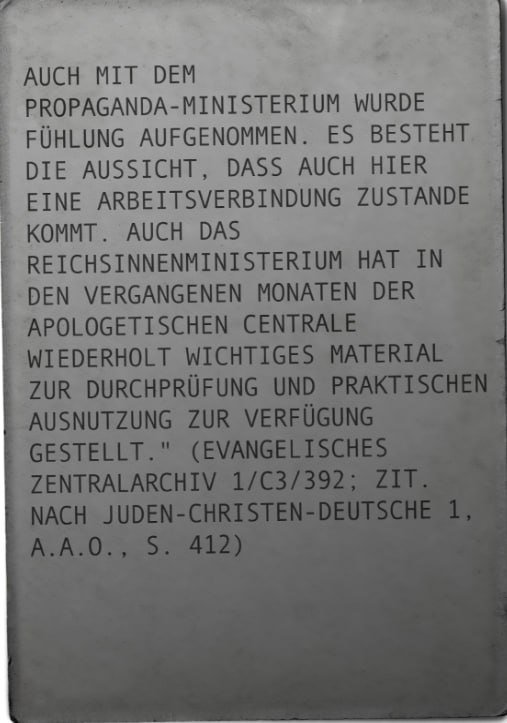 AUCH MIT DEM
PROPAGANDA-MINISTERIUM WURDE
FÜHLUNG AUFGENOMMEN. ES BESTEHT
DIE AUSSICHT, DASS AUCH HIER
EINE ARBEITSVERBINDUNG ZUSTANDE
KOMMT. AUCH DAS
REICHSINNENMINISTERIUM HAT IN
DEN VERGANGENEN MONATEN DER
APOLOGETISCHEN CENTRALE
WIEDERHOLT WICHTIGES MATERIAL
ZUR DURCHPRÜFUNG UND PRAKTISCHEN
AUSNUTZUNG ZUR VERFÜGUNG
GESTELLT." (EVANGELISCHES
ZENTRALARCHIV 1/C3/392; ZIT.
NACH JUDEN-CHRISTEN-DEUTSCHE 1,
A.A.O., S. 412)